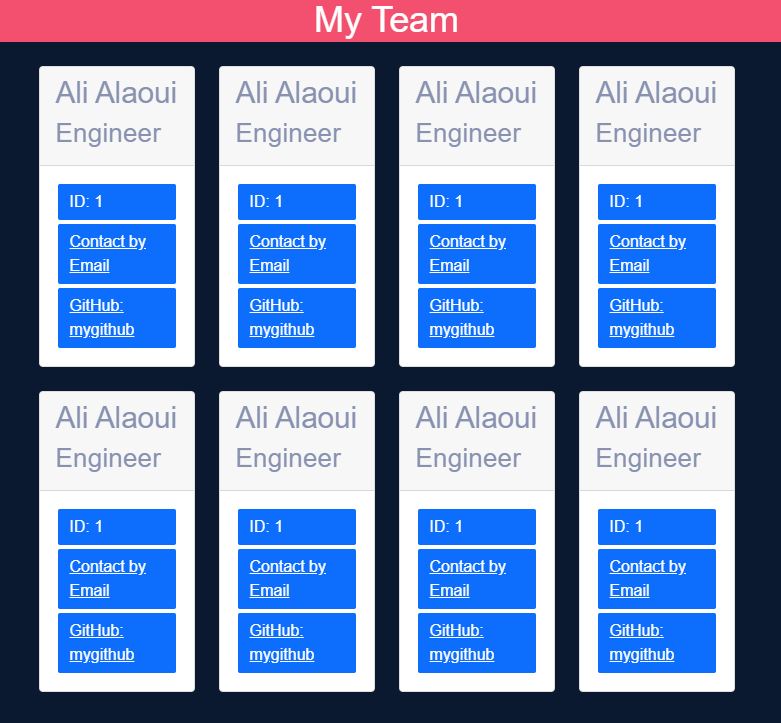 My Team
Ali Alaoui
Engineer
ID: 1
Contact by
Email
GitHub:
mygithub
Ali Alaoui
Engineer
ID: 1
Contact by
Email
GitHub:
mygithub
Ali Alaoui
Engineer
ID: 1
Contact by
Email
GitHub:
mygithub
Ali Alaoui
Engineer
ID: 1
Contact by
Email
GitHub:
mygithub
Ali Alaoui
Engineer
ID: 1
Contact by
Email
GitHub:
mygithub
Ali Alaoui
Engineer
ID: 1
Contact by
Email
GitHub:
mygithub
Ali Alaoui
Engineer
ID: 1
Contact by
Email
GitHub:
mygithub
Ali Alaoui
Engineer
ID: 1
Contact by
Email
GitHub:
mygithub